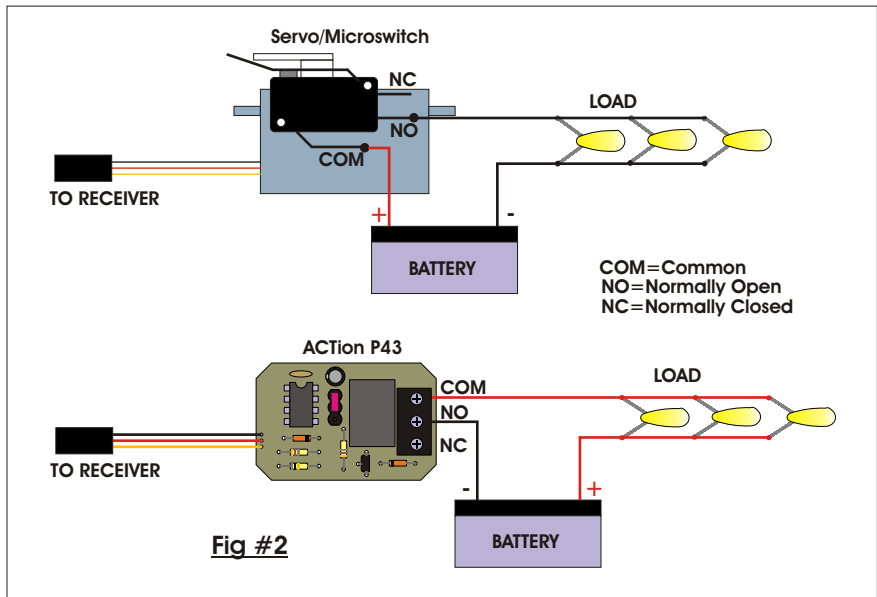 Servo/Microswitch
NC
LOAD
NO
COM
TO RECEIVER
+
-
BATTERY
COM=Common
NO=Normally Open
NC=Normally Closed
ACTion P43
COM
LOAD
NO
NC
TO RECEIVER
-
+
BATTERY
Fig #2